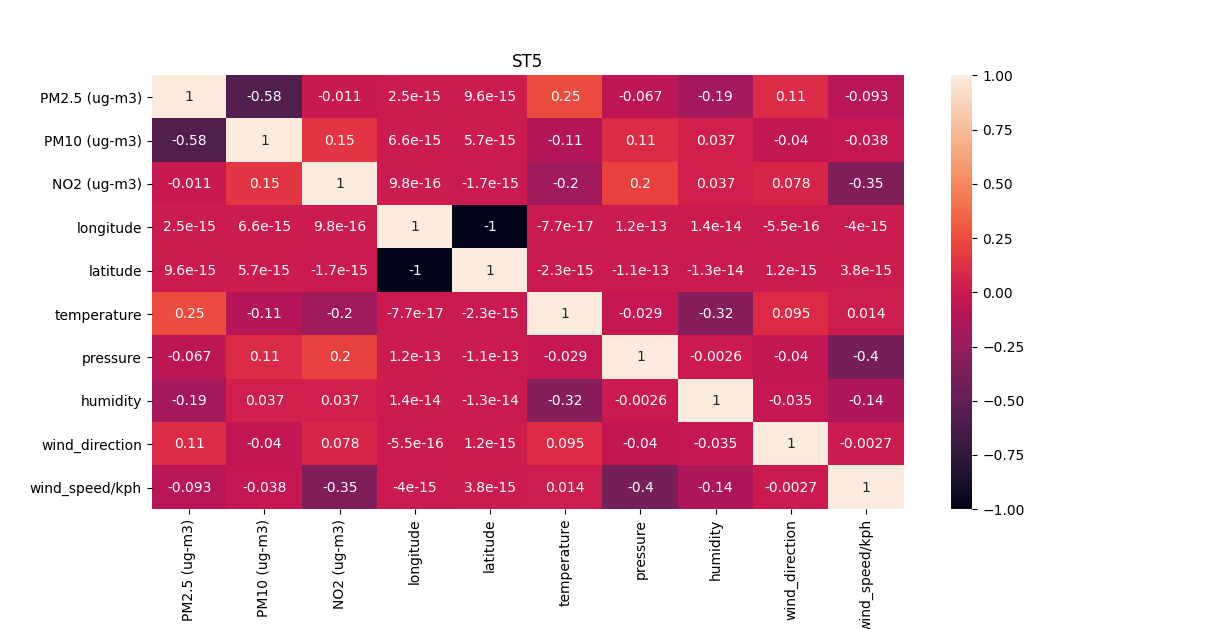 ST5
PM2.5 (ug-m3) 1 -0.58 -0.011 2.5e-15 9.6e-15 0.25 -0.067 -0.19 0.11 -0.093
PM10 (ug-m3) -0.58 1 0.15 6.6e-15 5.7e-15 -0.11 0.11 0.037 -0.04 -0.038
NO2 (ug-m3) -0.011 0.15 1 9.8e-16 -1.7e-15 -0.2 0.2 0.037 0.078 -0.35
longitude 2.5e-15 6.6e-15 9.8e-16 1 -1 -7.7e-17 1.2e-13 1.4e-14 -5.5e-16 -4e-15
latitude 9.6e-15 5.7e-15 -1.7e-15 -1 1 -2.3e-15 -1.1e-13 -1.3e-14 1.2e-15 3.8e-15
temperature 0.25 -0.11 -0.2 -7.7e-17 -2.3e-15 1 -0.029 -0.32 0.095 0.014
pressure -0.067 0.11 0.2 1.2e-13 -1.1e-13 -0.029 1 -0.0026 -0.04 -0.4
humidity -0.19 0.037 0.037 1.4e-14 -1.3e-14 -0.32 -0.0026 1 -0.035 -0.14
wind_direction 0.11 -0.04 0.078 -5.5e-16 1.2e-15 0.095 -0.04 -0.035 1 -0.0027
wind_speed/kph -0.093 -0.038 -0.35 -4e-15 3.8e-15 0.014 -0.4 -0.14 -0.0027 1
PM2.5 (ug-m3)
PM10 (ug-m3)
NO2 (ug-m3)
longitude
latitude
temperature
pressure
humidity
wind_direction
wind_speed/kph
1.00
0.75
0.50
0.25
0.00
−0.25
−0.50
−0.75
−1.00